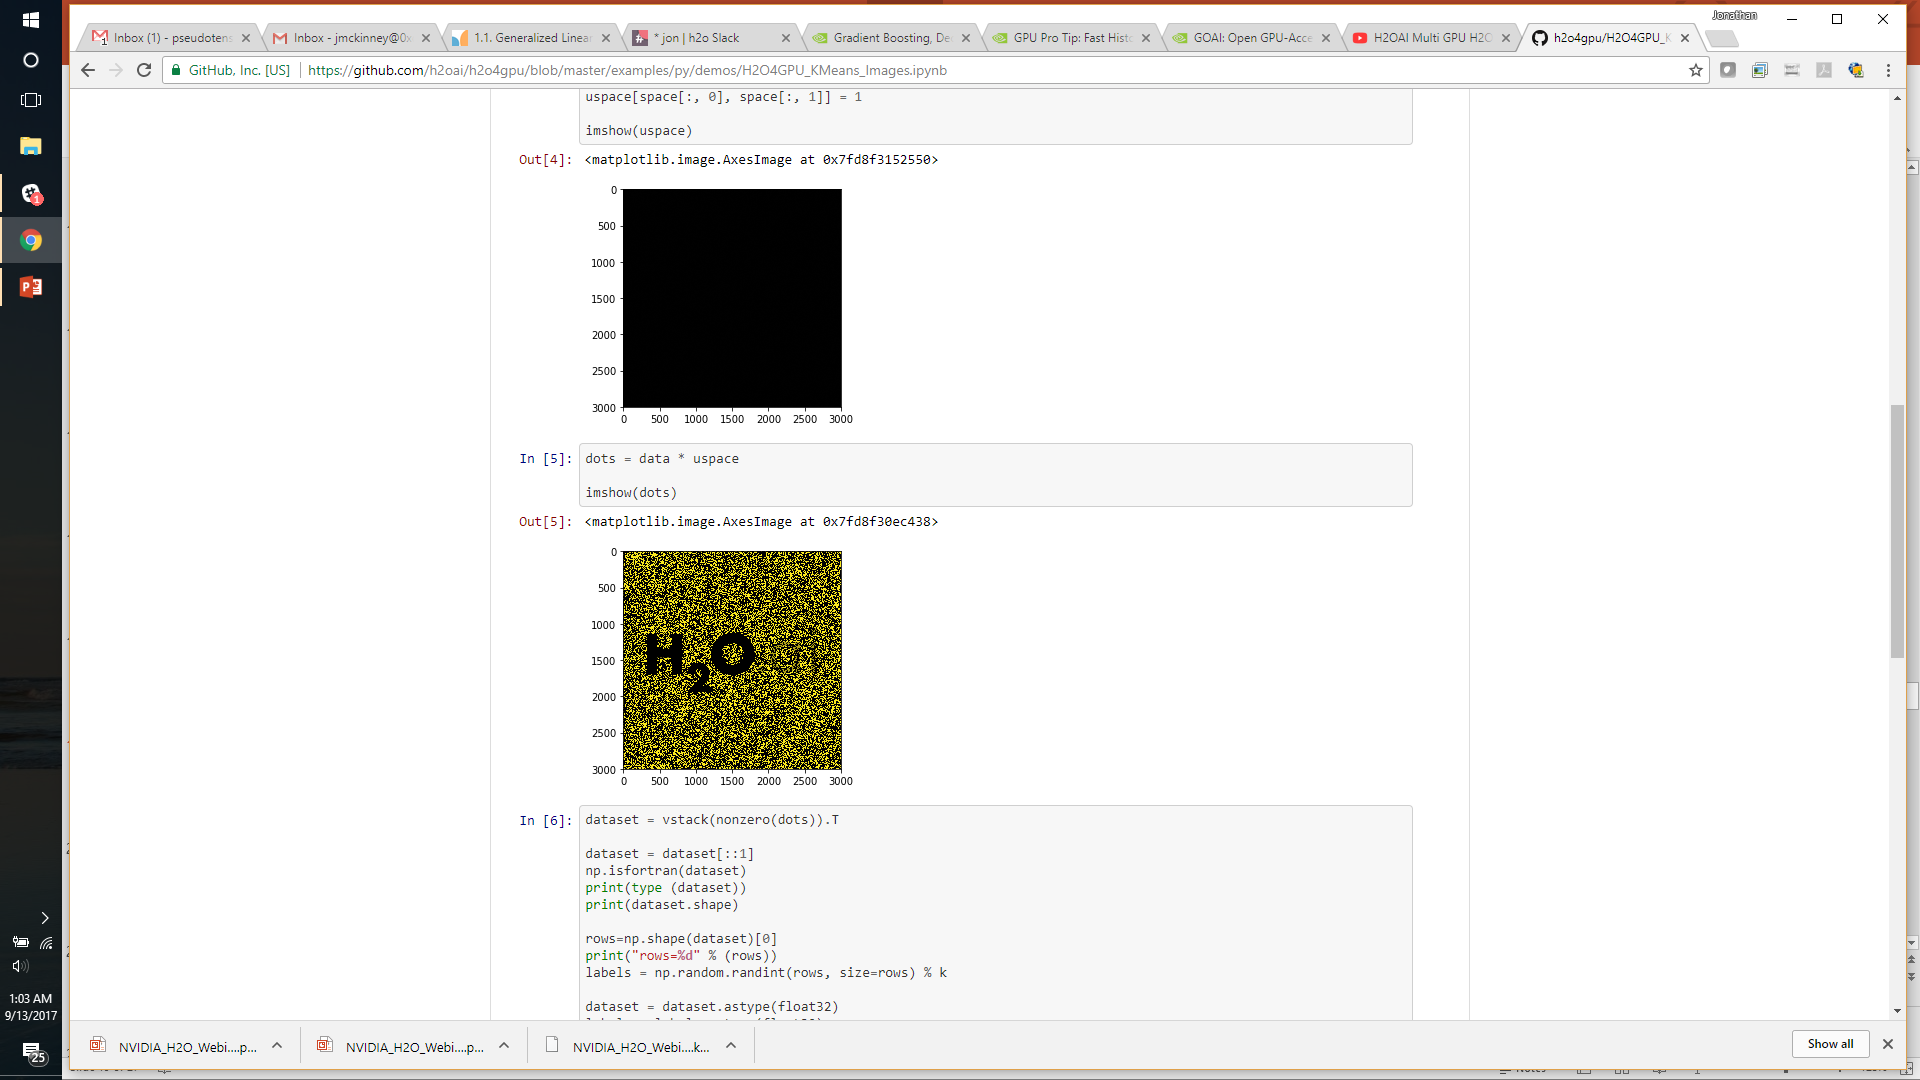 Jonathan
Inbox (1) - pseudoten
Inbox - jmckinney@0x
1.1. Generalized Linea
* jon | h2o Slack
Gradient Boosting, De
GPU Pro Tip: Fast Histo
GOAI: Open GPU-Acce
H2OAI Multi GPU H2O
h2o4gpu/H2O4GPU_K
GitHub, Inc. [US]
https://github.com/h2oai/h2o4gpu/blob/master/examples/py/demos/H2O4GPU_KMeans_Images.ipynb
uspace[space[:, 0], space[:, 1]] = 1
imshow(uspace)
Out[4]: <matplotlib.image.AxesImage at 0x7fd8f3152550>
0
500
1000
1500
2000
2500
3000
0 500 1000 1500 2000 2500 3000
In [5]: dots = data * uspace
imshow(dots)
Out[5]: <matplotlib.image.AxesImage at 0x7fd8f30ec438>
0
500
1000
1500
2000
2500
3000
H2O
0 500 1000 1500 2000 2500 3000
In [6]: dataset = vstack(nonzero(dots)).T
dataset = dataset[::1]
np.isfortran(dataset)
print(type (dataset))
print(dataset.shape)
rows=np.shape(dataset)[0]
print("rows=%d" % (rows))
labels = np.random.randint(rows, size=rows) % k
dataset = dataset.astype(float32)
1:03 AM
9/13/2017
25
NVIDIA_H2O_Webi....p...
NVIDIA_H2O_Webi....p...
NVIDIA_H2O_Webi....k...
Show all